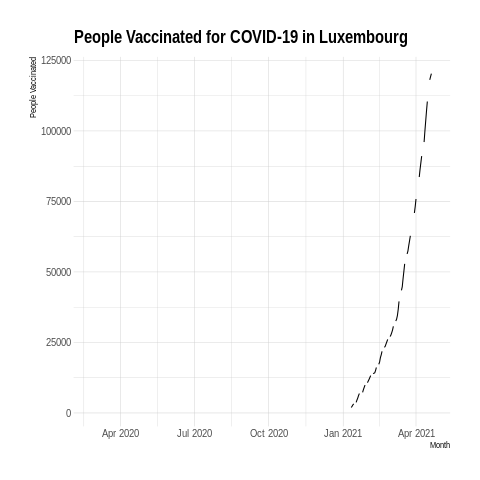 People Vaccinated for COVID-19 in Luxembourg
People Vaccinated
125000
100000
75000
50000
25000
0
Apr 2020 Jul 2020 Oct 2020 Jan 2021 Apr 2021
Month